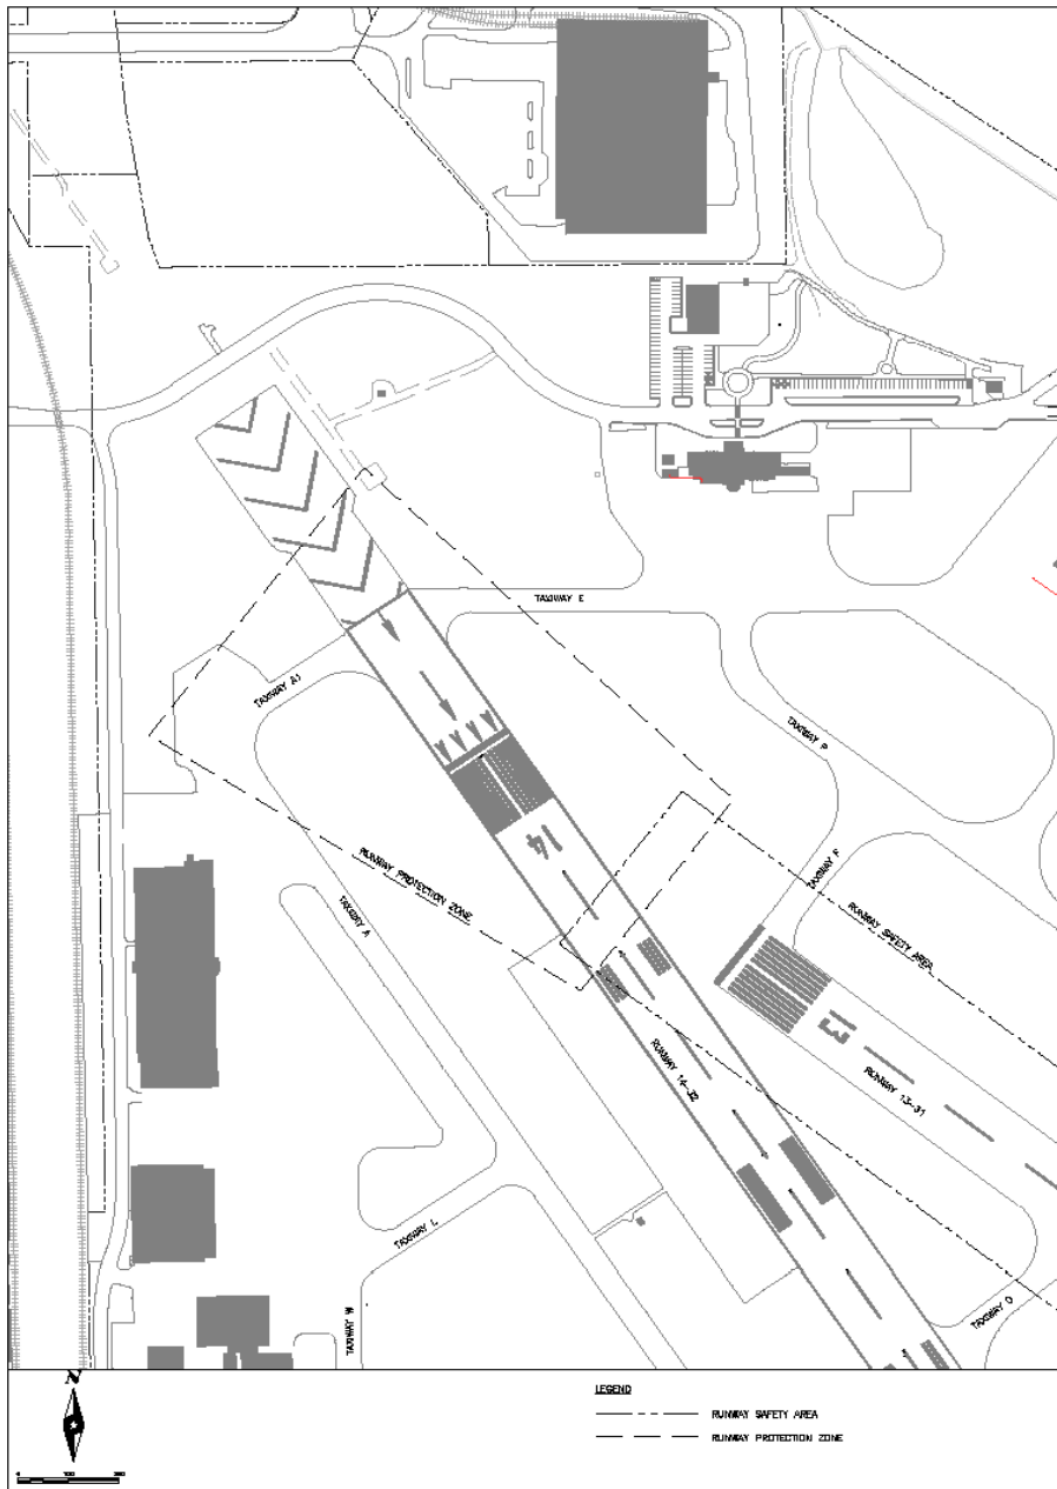 TAXIWAY E
TAXIWAY A1
TAXIWAY P
14
RUNWAY PROTECTION ZONE
TAXIWAY F
TAXIWAY A
RUNWAY SAFETY AREA
13
RUNWAY 14-32
RUNWAY 13-31
TAXIWAY L
TAXIWAY W
N
LEGEND
RUNWAY SAFETY AREA
RUNWAY PROTECTION ZONE